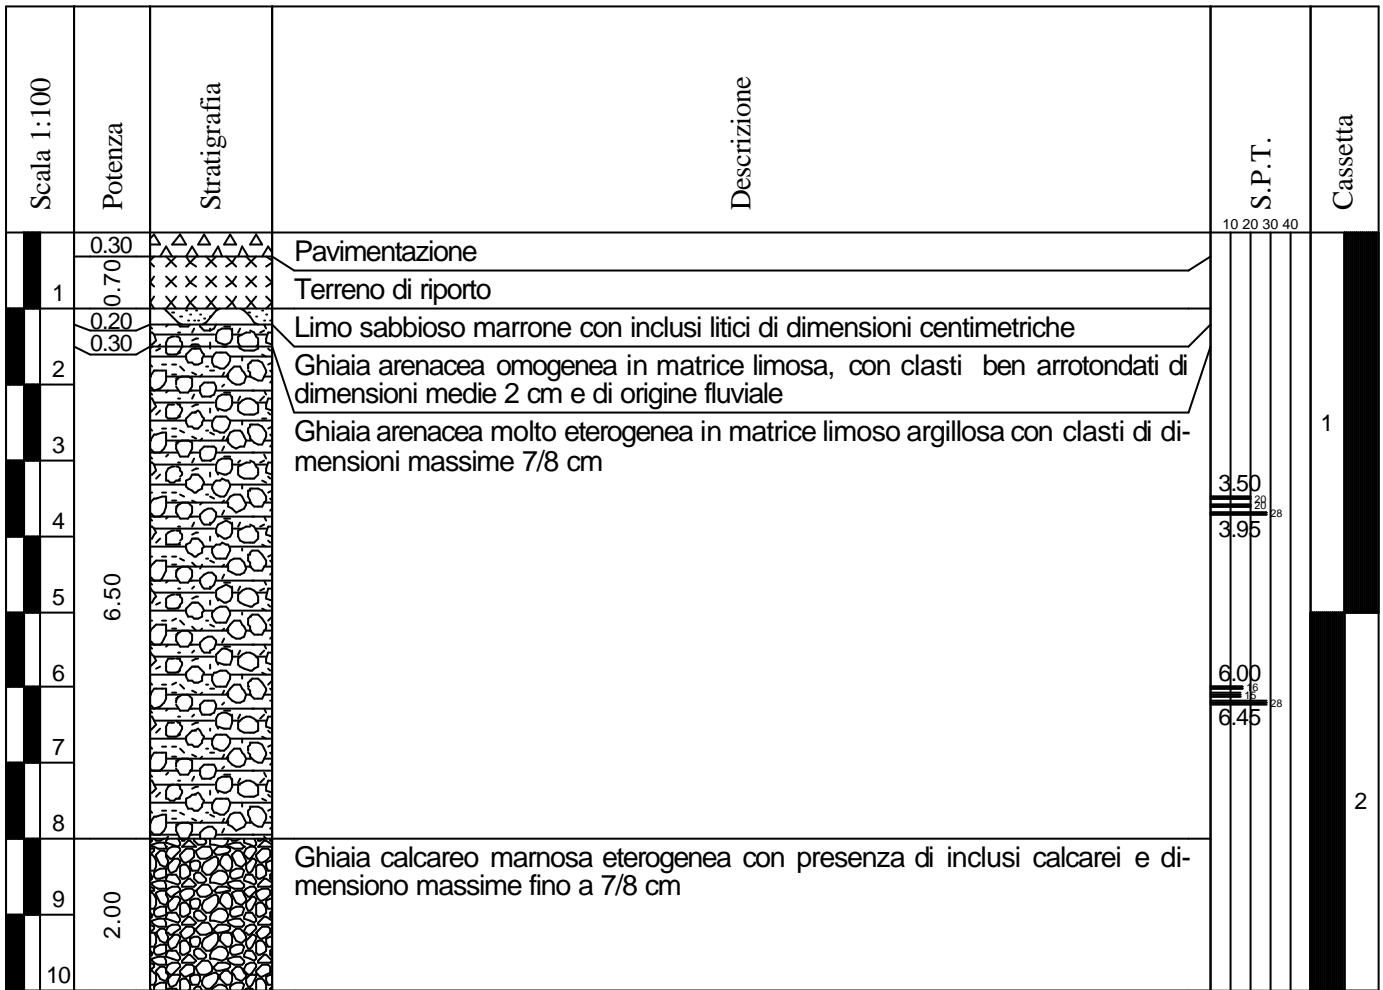 Scala 1:100
Potenza
Stratigrafia
Descrizione
S.P.T.
Cassetta
10 20 30 40
0.30
Pavimentazione
0.70
Terreno di riporto
1
0.20
Limo sabbioso marrone con inclusi litici di dimensioni centimetriche
0.30
Ghiaia arenacea omogenea in matrice limosa, con clasti ben arrotondati di
dimensioni medie 2 cm e di origine fluviale
2
Ghiaia arenacea molto eterogenea in matrice limoso argillosa con clasti di di-
mensioni massime 7/8 cm
1
3
3.50
20
20
28
3.95
4
5
6.50
6
6.00
16
15
28
6.45
7
8
2
Ghiaia calcareo marnosa eterogenea con presenza di inclusi calcarei e di-
mensiono massime fino a 7/8 cm
9
2.00
10